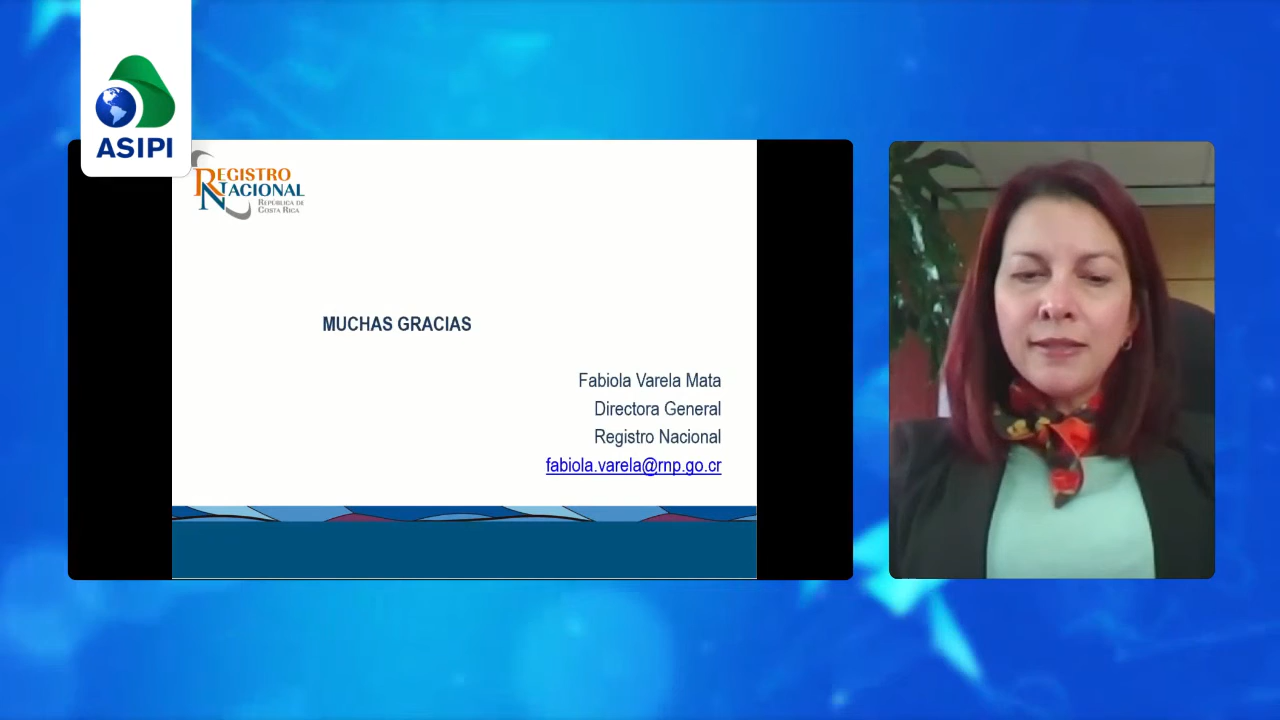 ASIPI
REGISTRO
NACIONAL
REPÚBLICA DE
COSTA RICA
MUCHAS GRACIAS
Fabiola Varela Mata
Directora General
Registro Nacional
fabiola.varela@rnp.go.cr